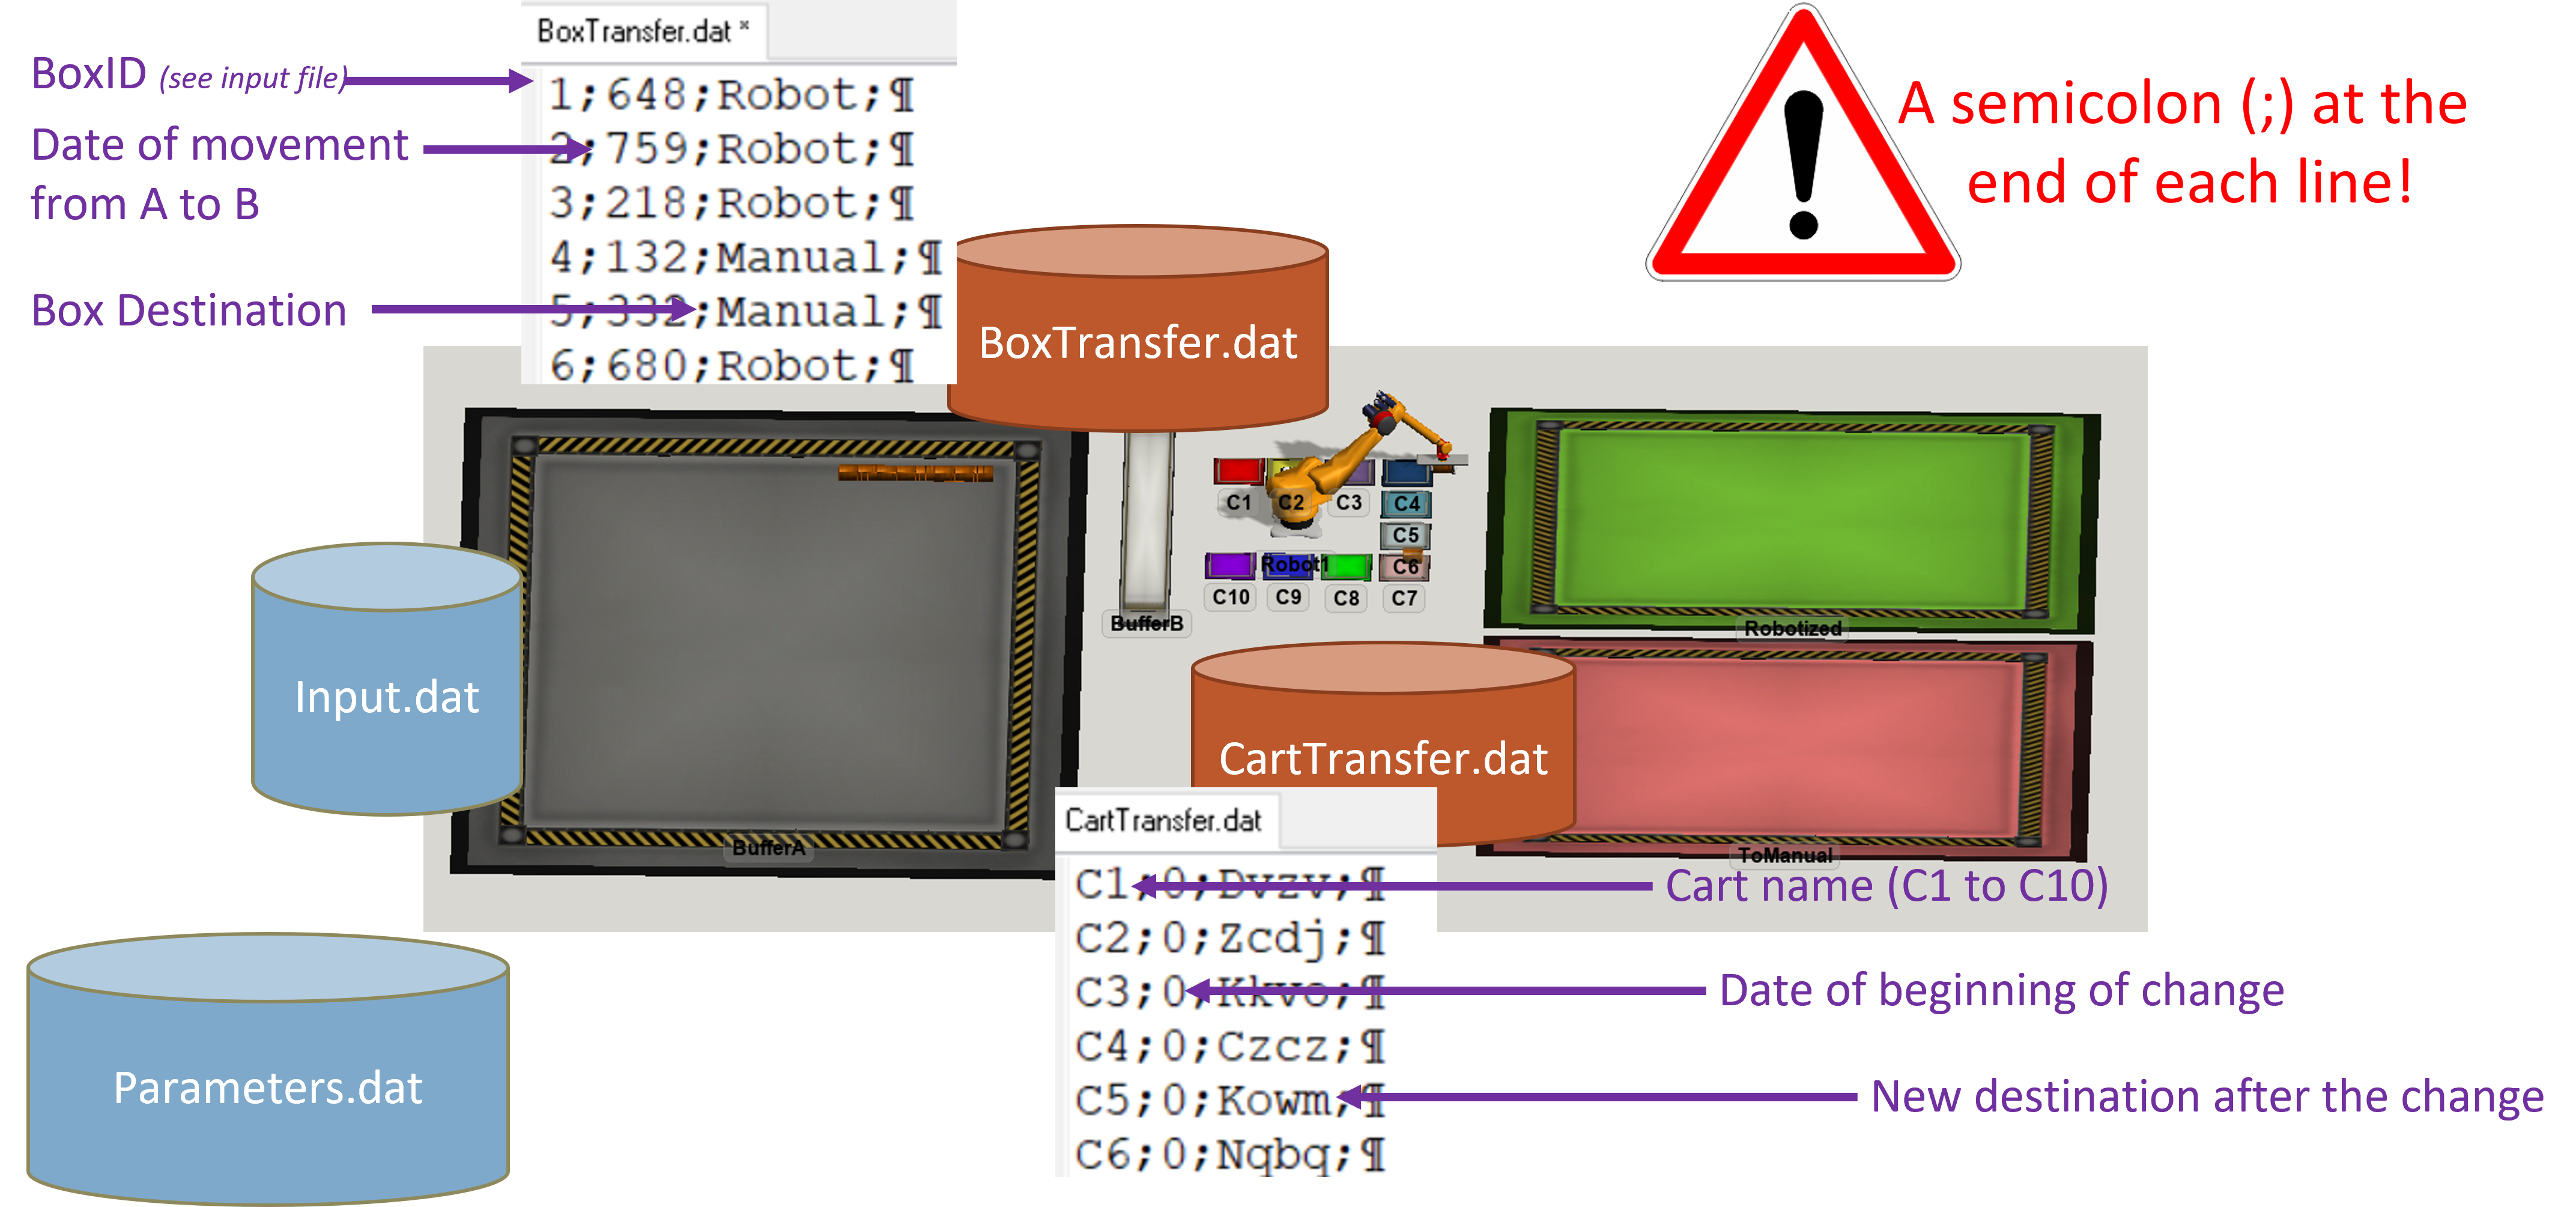 BoxTransfer.dat *
BoxID (see input file)
1;648;Robot;¶
Date of movement
from A to B
2;759;Robot;¶
3;218;Robot;¶
4;132;Manual;¶
Box Destination
5;332;Manual;¶
6;680;Robot;¶
A semicolon (;) at the
end of each line!
BoxTransfer.dat
C1
C2
C3
C4
C5
C6
Robot1
C10
C9
C8
C7
BufferB
Robotized
Input.dat
CartTransfer.dat
BufferA
ToManual
CartTransfer.dat
C1;0;Dvzv;¶
Cart name (C1 to C10)
C2;0;Zcdj;¶
C3;0;Kkvo;¶
Date of beginning of change
C4;0;Czcz;¶
C5;0;Kowm;¶
New destination after the change
C6;0;Nqbq;¶
Parameters.dat